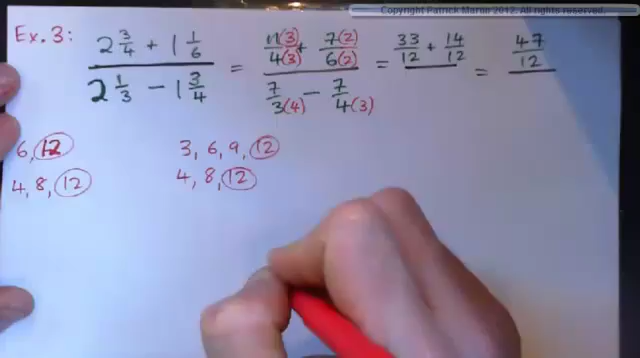 Copyright Patrick Maron 2012. All rights reserved.
Ex. 3:
(2 3/4 + 1 1/6) / (2 1/3 − 1 3/4) = (11(3)/4(3) + 7(2)/6(2)) / (7/3(4) − 7/4(3)) = 33/12 + 14/12 = 47/12
6, 12
4, 8, 12
3, 6, 9, 12
4, 8, 12